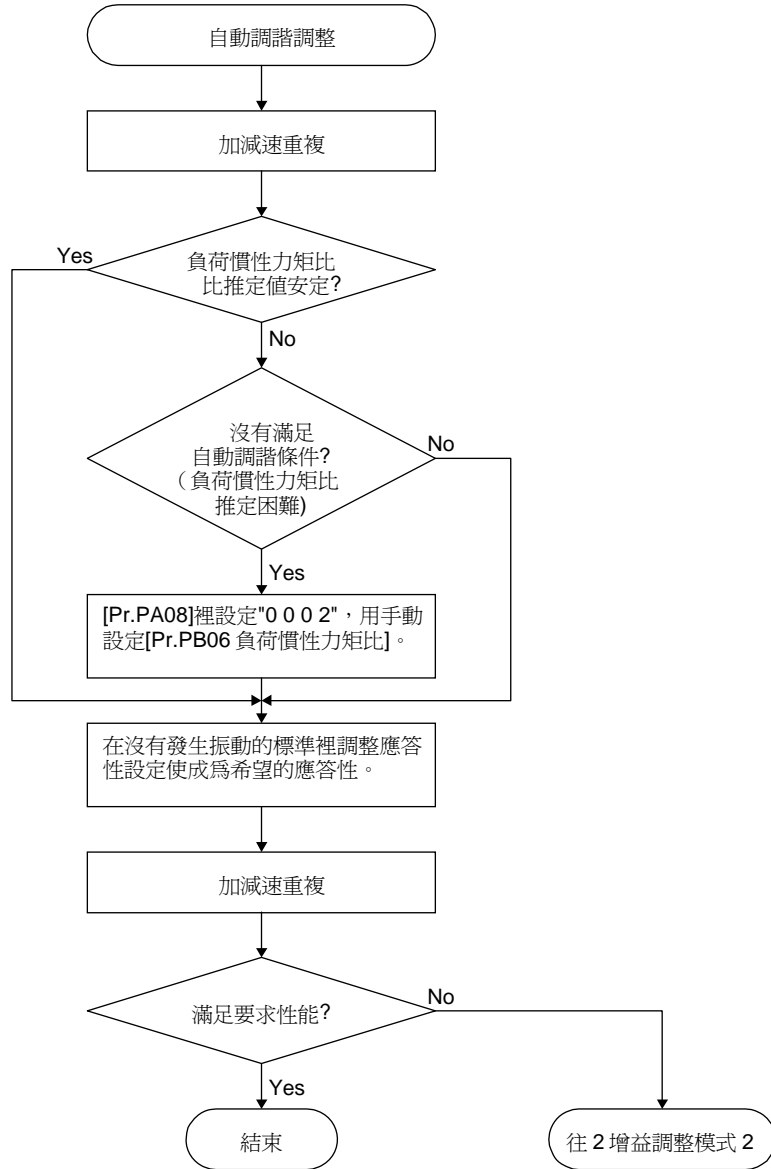 自動調諧調整
加減速重複
Yes
負荷慣性力矩比
比推定值安定?
No
沒有滿足
自動調諧條件?
（負荷慣性力矩比
推定困難)
No
Yes
[Pr.PA08]裡設定"0 0 0 2"，用手動
設定[Pr.PB06 負荷慣性力矩比]。
在沒有發生振動的標準裡調整應答
性設定使成爲希望的應答性。
加減速重複
滿足要求性能?
No
Yes
結束
往 2 增益調整模式 2